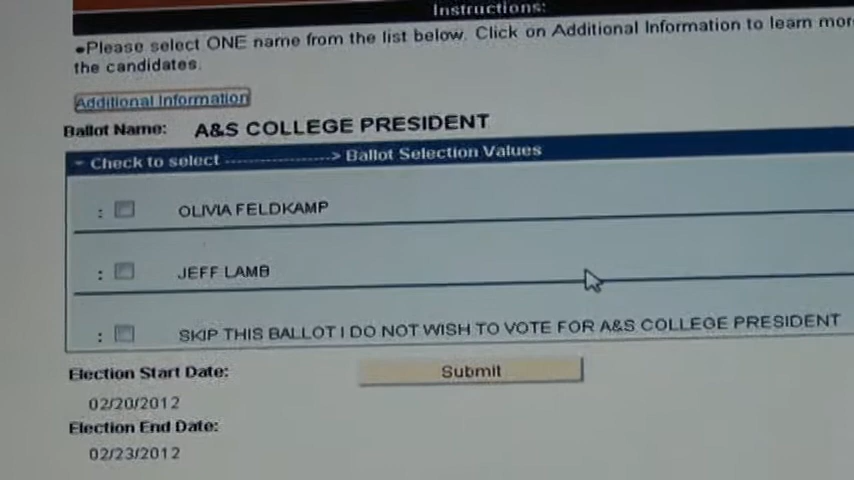 Instructions:
•Please select ONE name from the list below. Click on Additional Information to learn mor
the candidates.
Additional Information
Ballot Name: A&S COLLEGE PRESIDENT
Check to select ------------------> Ballot Selection Values
: OLIVIA FELDKAMP
: JEFF LAMB
: SKIP THIS BALLOT I DO NOT WISH TO VOTE FOR A&S COLLEGE PRESIDENT
Election Start Date:
Submit
02/20/2012
Election End Date:
02/23/2012